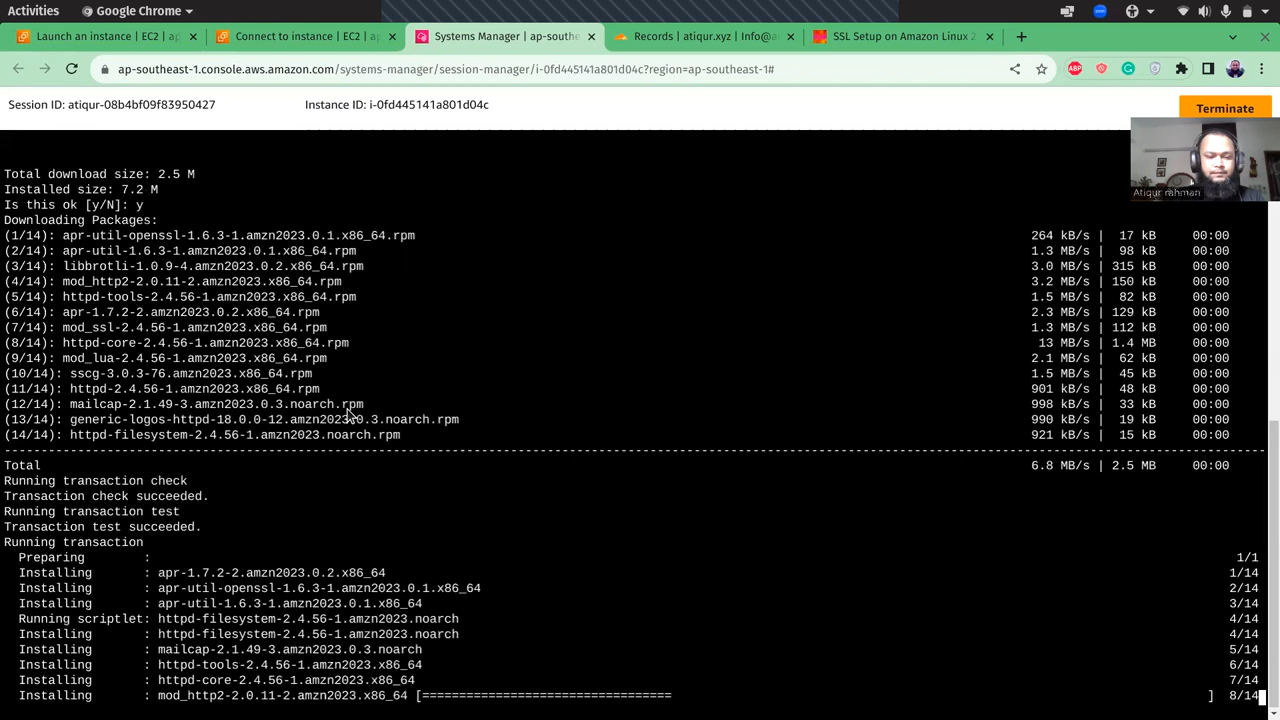 Activities
Google Chrome
Launch an instance | EC2 | ap
Connect to instance | EC2 | ap
Systems Manager | ap-southe
Records | atiqur.xyz | Info@a
SSL Setup on Amazon Linux 2
ap-southeast-1.console.aws.amazon.com/systems-manager/session-manager/i-0fd445141a801d04c?region=ap-southeast-1#
ABP
Session ID: atiqur-08b4bf09f83950427
Instance ID: i-0fd445141a801d04c
Terminate
Atiqur rahman
Total download size: 2.5 M
Installed size: 7.2 M
Is this ok [y/N]: y
Downloading Packages:
(1/14): apr-util-openssl-1.6.3-1.amzn2023.0.1.x86_64.rpm 264 kB/s | 17 kB 00:00
(2/14): apr-util-1.6.3-1.amzn2023.0.1.x86_64.rpm 1.3 MB/s | 98 kB 00:00
(3/14): libbrotli-1.0.9-4.amzn2023.0.2.x86_64.rpm 3.0 MB/s | 315 kB 00:00
(4/14): mod_http2-2.0.11-2.amzn2023.x86_64.rpm 3.2 MB/s | 150 kB 00:00
(5/14): httpd-tools-2.4.56-1.amzn2023.x86_64.rpm 1.5 MB/s | 82 kB 00:00
(6/14): apr-1.7.2-2.amzn2023.0.2.x86_64.rpm 2.3 MB/s | 129 kB 00:00
(7/14): mod_ssl-2.4.56-1.amzn2023.x86_64.rpm 1.3 MB/s | 112 kB 00:00
(8/14): httpd-core-2.4.56-1.amzn2023.x86_64.rpm 13 MB/s | 1.4 MB 00:00
(9/14): mod_lua-2.4.56-1.amzn2023.x86_64.rpm 2.1 MB/s | 62 kB 00:00
(10/14): sscg-3.0.3-76.amzn2023.x86_64.rpm 1.5 MB/s | 45 kB 00:00
(11/14): httpd-2.4.56-1.amzn2023.x86_64.rpm 901 kB/s | 48 kB 00:00
(12/14): mailcap-2.1.49-3.amzn2023.0.3.noarch.rpm 998 kB/s | 33 kB 00:00
(13/14): generic-logos-httpd-18.0.0-12.amzn2023.0.3.noarch.rpm 990 kB/s | 19 kB 00:00
(14/14): httpd-filesystem-2.4.56-1.amzn2023.noarch.rpm 921 kB/s | 15 kB 00:00
Total 6.8 MB/s | 2.5 MB 00:00
Running transaction check
Transaction check succeeded.
Running transaction test
Transaction test succeeded.
Running transaction
Preparing : 1/1
Installing : apr-1.7.2-2.amzn2023.0.2.x86_64 1/14
Installing : apr-util-openssl-1.6.3-1.amzn2023.0.1.x86_64 2/14
Installing : apr-util-1.6.3-1.amzn2023.0.1.x86_64 3/14
Running scriptlet: httpd-filesystem-2.4.56-1.amzn2023.noarch 4/14
Installing : httpd-filesystem-2.4.56-1.amzn2023.noarch 4/14
Installing : mailcap-2.1.49-3.amzn2023.0.3.noarch 5/14
Installing : httpd-tools-2.4.56-1.amzn2023.x86_64 6/14
Installing : httpd-core-2.4.56-1.amzn2023.x86_64 7/14
Installing : mod_http2-2.0.11-2.amzn2023.x86_64 [================================== ] 8/14